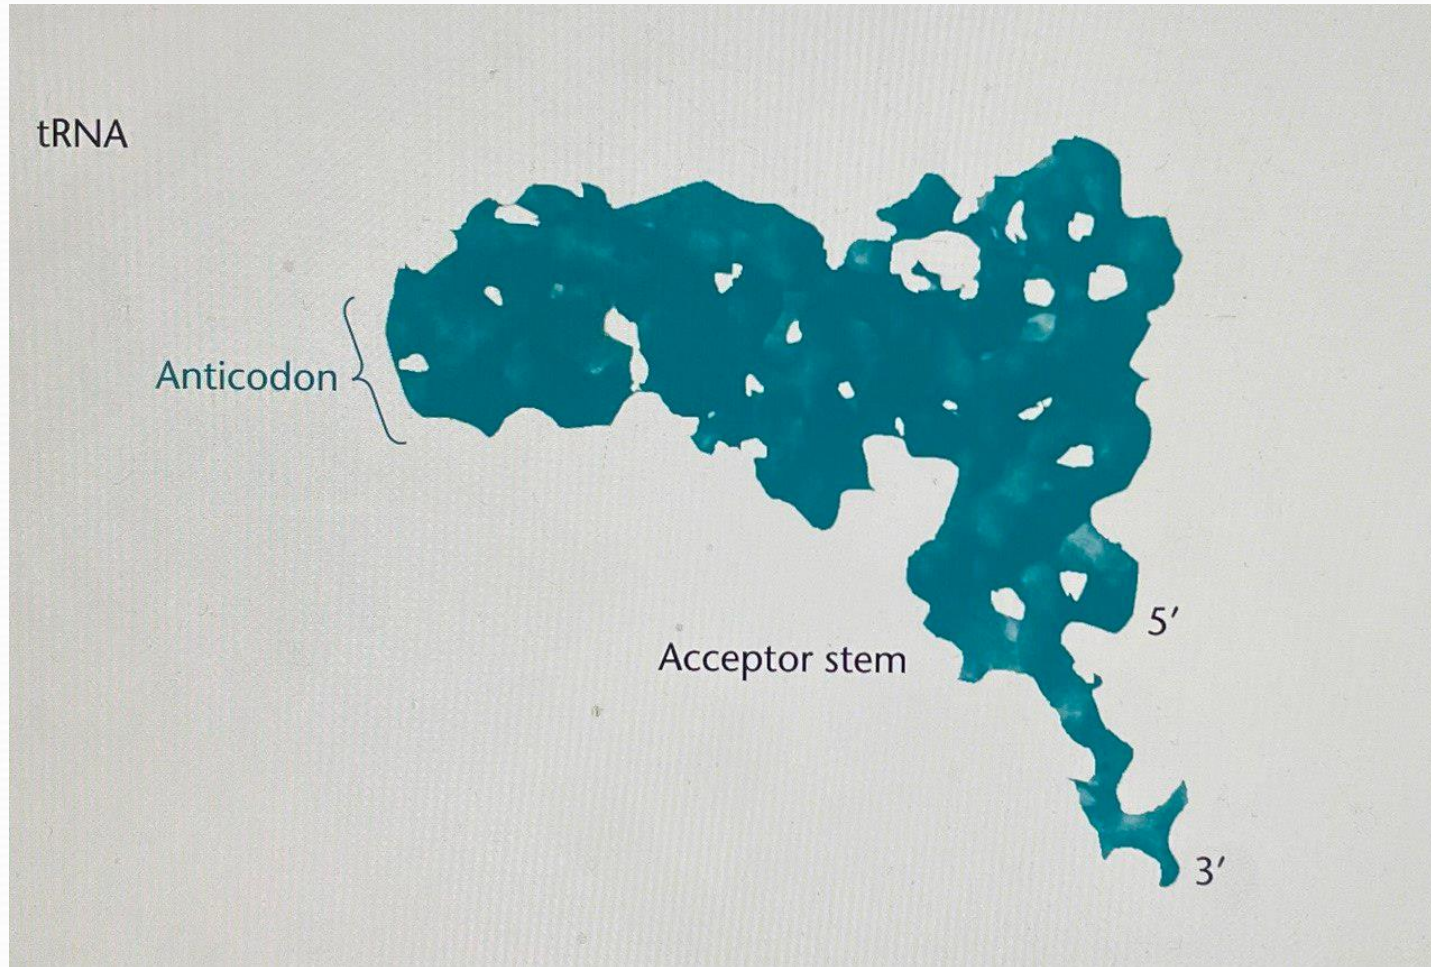 tRNA
Anticodon
5′
Acceptor stem
3′